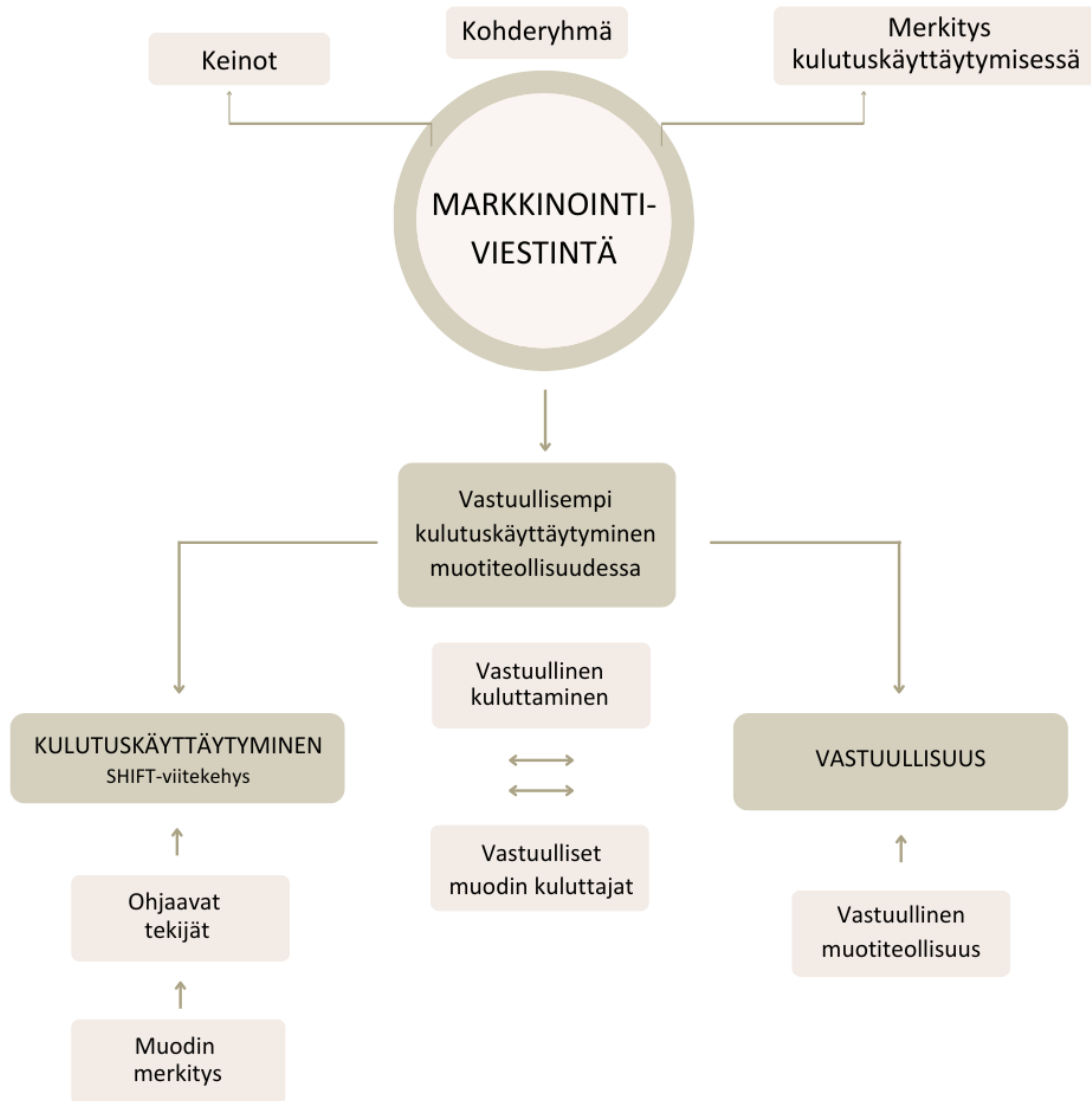 Keinot
Kohderyhmä
Merkitys
kulutuskäyttäytymisessä
MARKKINOINTI-
VIESTINTÄ
Vastuullisempi
kulutuskäyttäytyminen
muotiteollisuudessa
Vastuullinen
kuluttaminen
KULUTUSKÄYTTÄYTYMINEN
SHIFT-viitekehys
VASTUULLISUUS
Vastuulliset
muodin kuluttajat
Ohjaavat
tekijät
Vastuullinen
muotiteollisuus
Muodin
merkitys